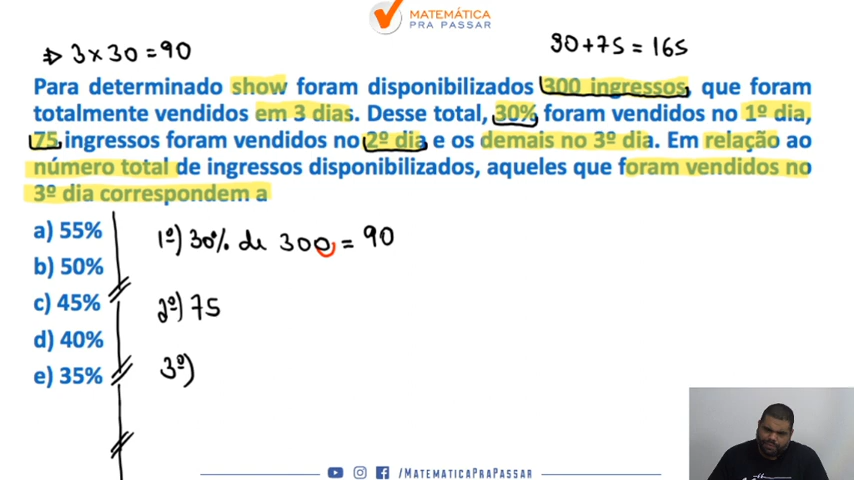 MATEMÁTICA
PRA PASSAR
⇒ 3 × 30 = 90
90 + 75 = 165
Para determinado show foram disponibilizados 300 ingressos, que foram
totalmente vendidos em 3 dias. Desse total, 30% foram vendidos no 1º dia,
75 ingressos foram vendidos no 2º dia e os demais no 3º dia. Em relação ao
número total de ingressos disponibilizados, aqueles que foram vendidos no
3º dia correspondem a
a) 55%
b) 50%
c) 45%
d) 40%
e) 35%
1º) 30% de 300 = 90
2º) 75
3º)
/MATEMATICAPRAPASSAR